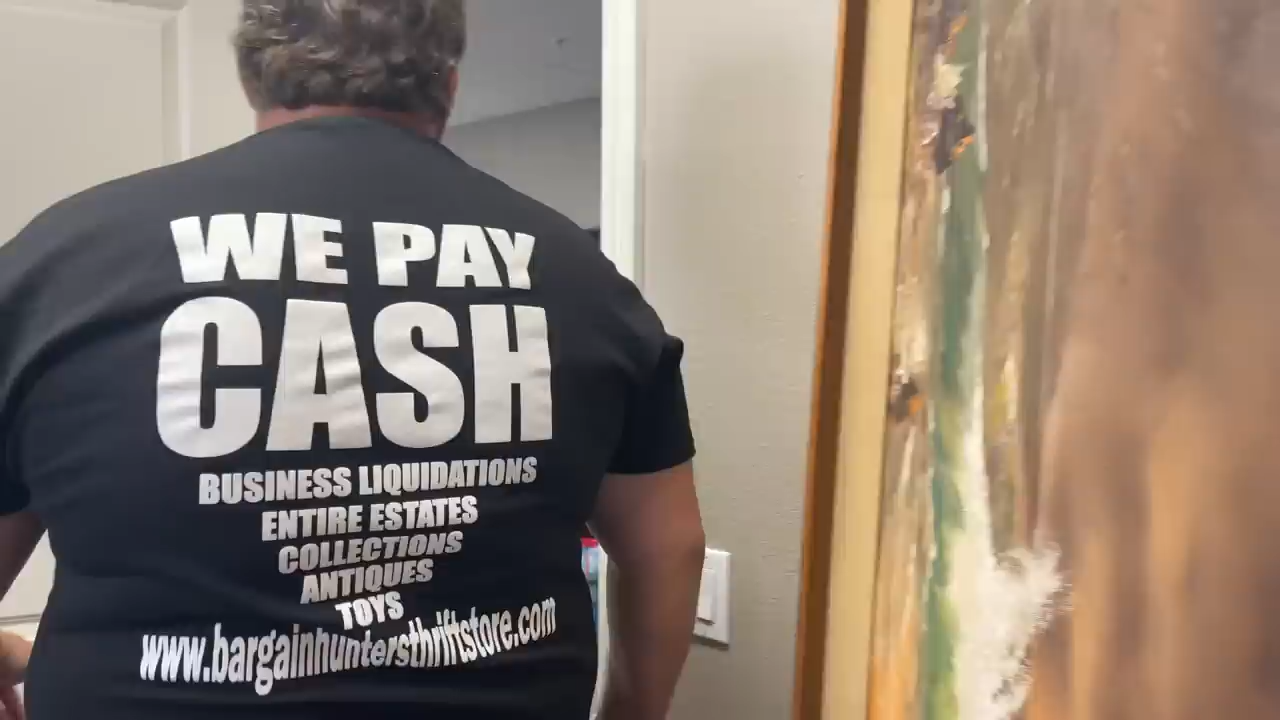 WE PAY
CASH
BUSINESS LIQUIDATIONS
ENTIRE ESTATES
COLLECTIONS
ANTIQUES
TOYS
www.bargainhuntersthriftstore.com